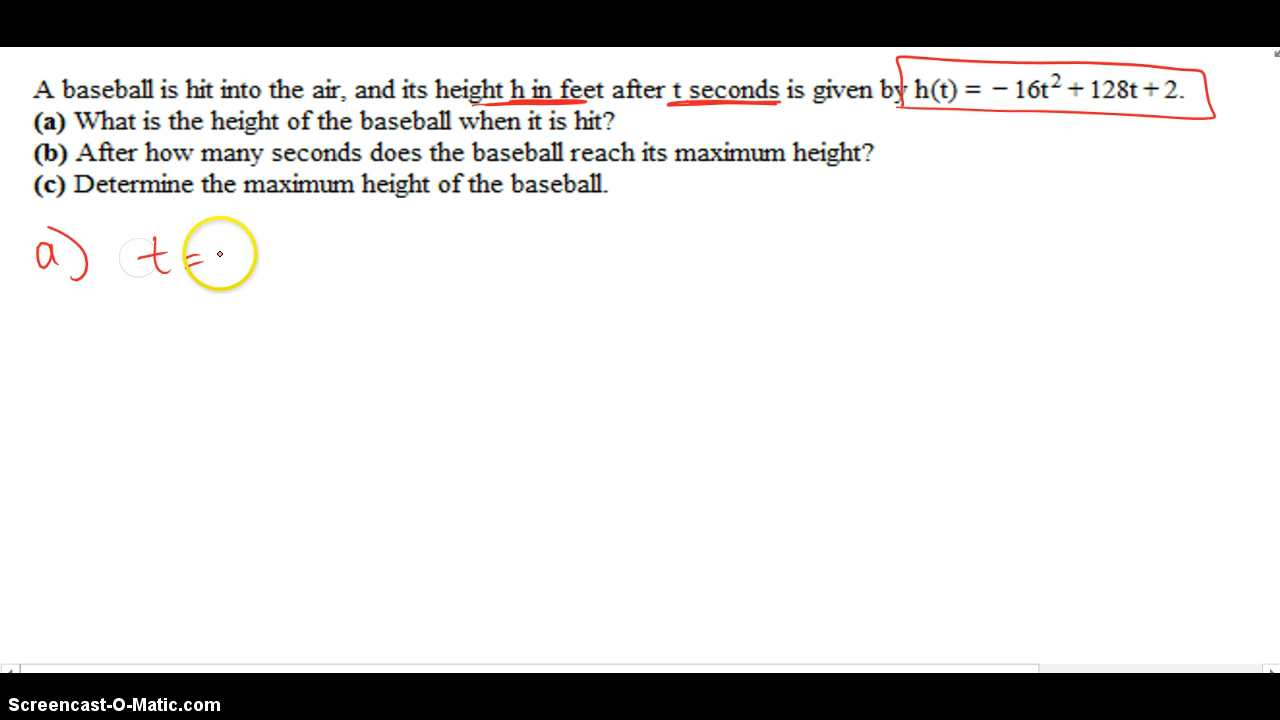 A baseball is hit into the air, and its height h in feet after t seconds is given by h(t) = − 16t² + 128t + 2.
(a) What is the height of the baseball when it is hit?
(b) After how many seconds does the baseball reach its maximum height?
(c) Determine the maximum height of the baseball.
a) t =
Screencast-O-Matic.com